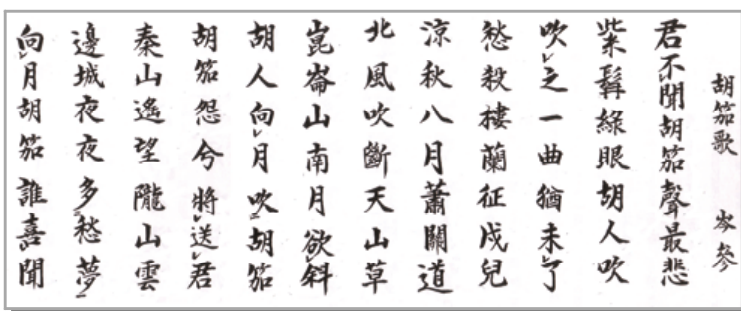 胡笳歌 岑參
君不聞胡笳聲最悲
紫髯綠眼胡人吹
吹之一曲猶未了
愁殺樓蘭征戍兒
涼秋八月蕭關道
北風吹斷天山草
崑崙山南月欲斜
胡人向月吹胡笳
胡笳怨兮將送君
秦山遙望隴山雲
邊城夜夜多愁夢
向月胡笳誰喜聞